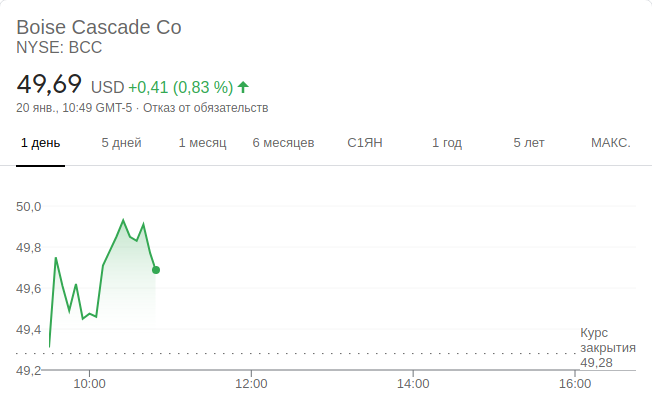 Boise Cascade Co
NYSE: BCC
49,69 USD +0,41 (0,83 %)
20 янв., 10:49 GMT-5 · Отказ от обязательств
1 день 5 дней 1 месяц 6 месяцев С1ЯН 1 год 5 лет МАКС.
50,0
49,8
49,6
49,4
49,2
Курс
закрытия
49,28
10:00 12:00 14:00 16:00